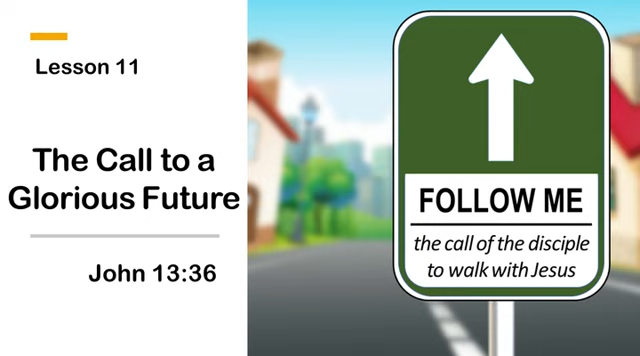 Lesson 11
The Call to a
Glorious Future
John 13:36
FOLLOW ME
the call of the disciple
to walk with Jesus